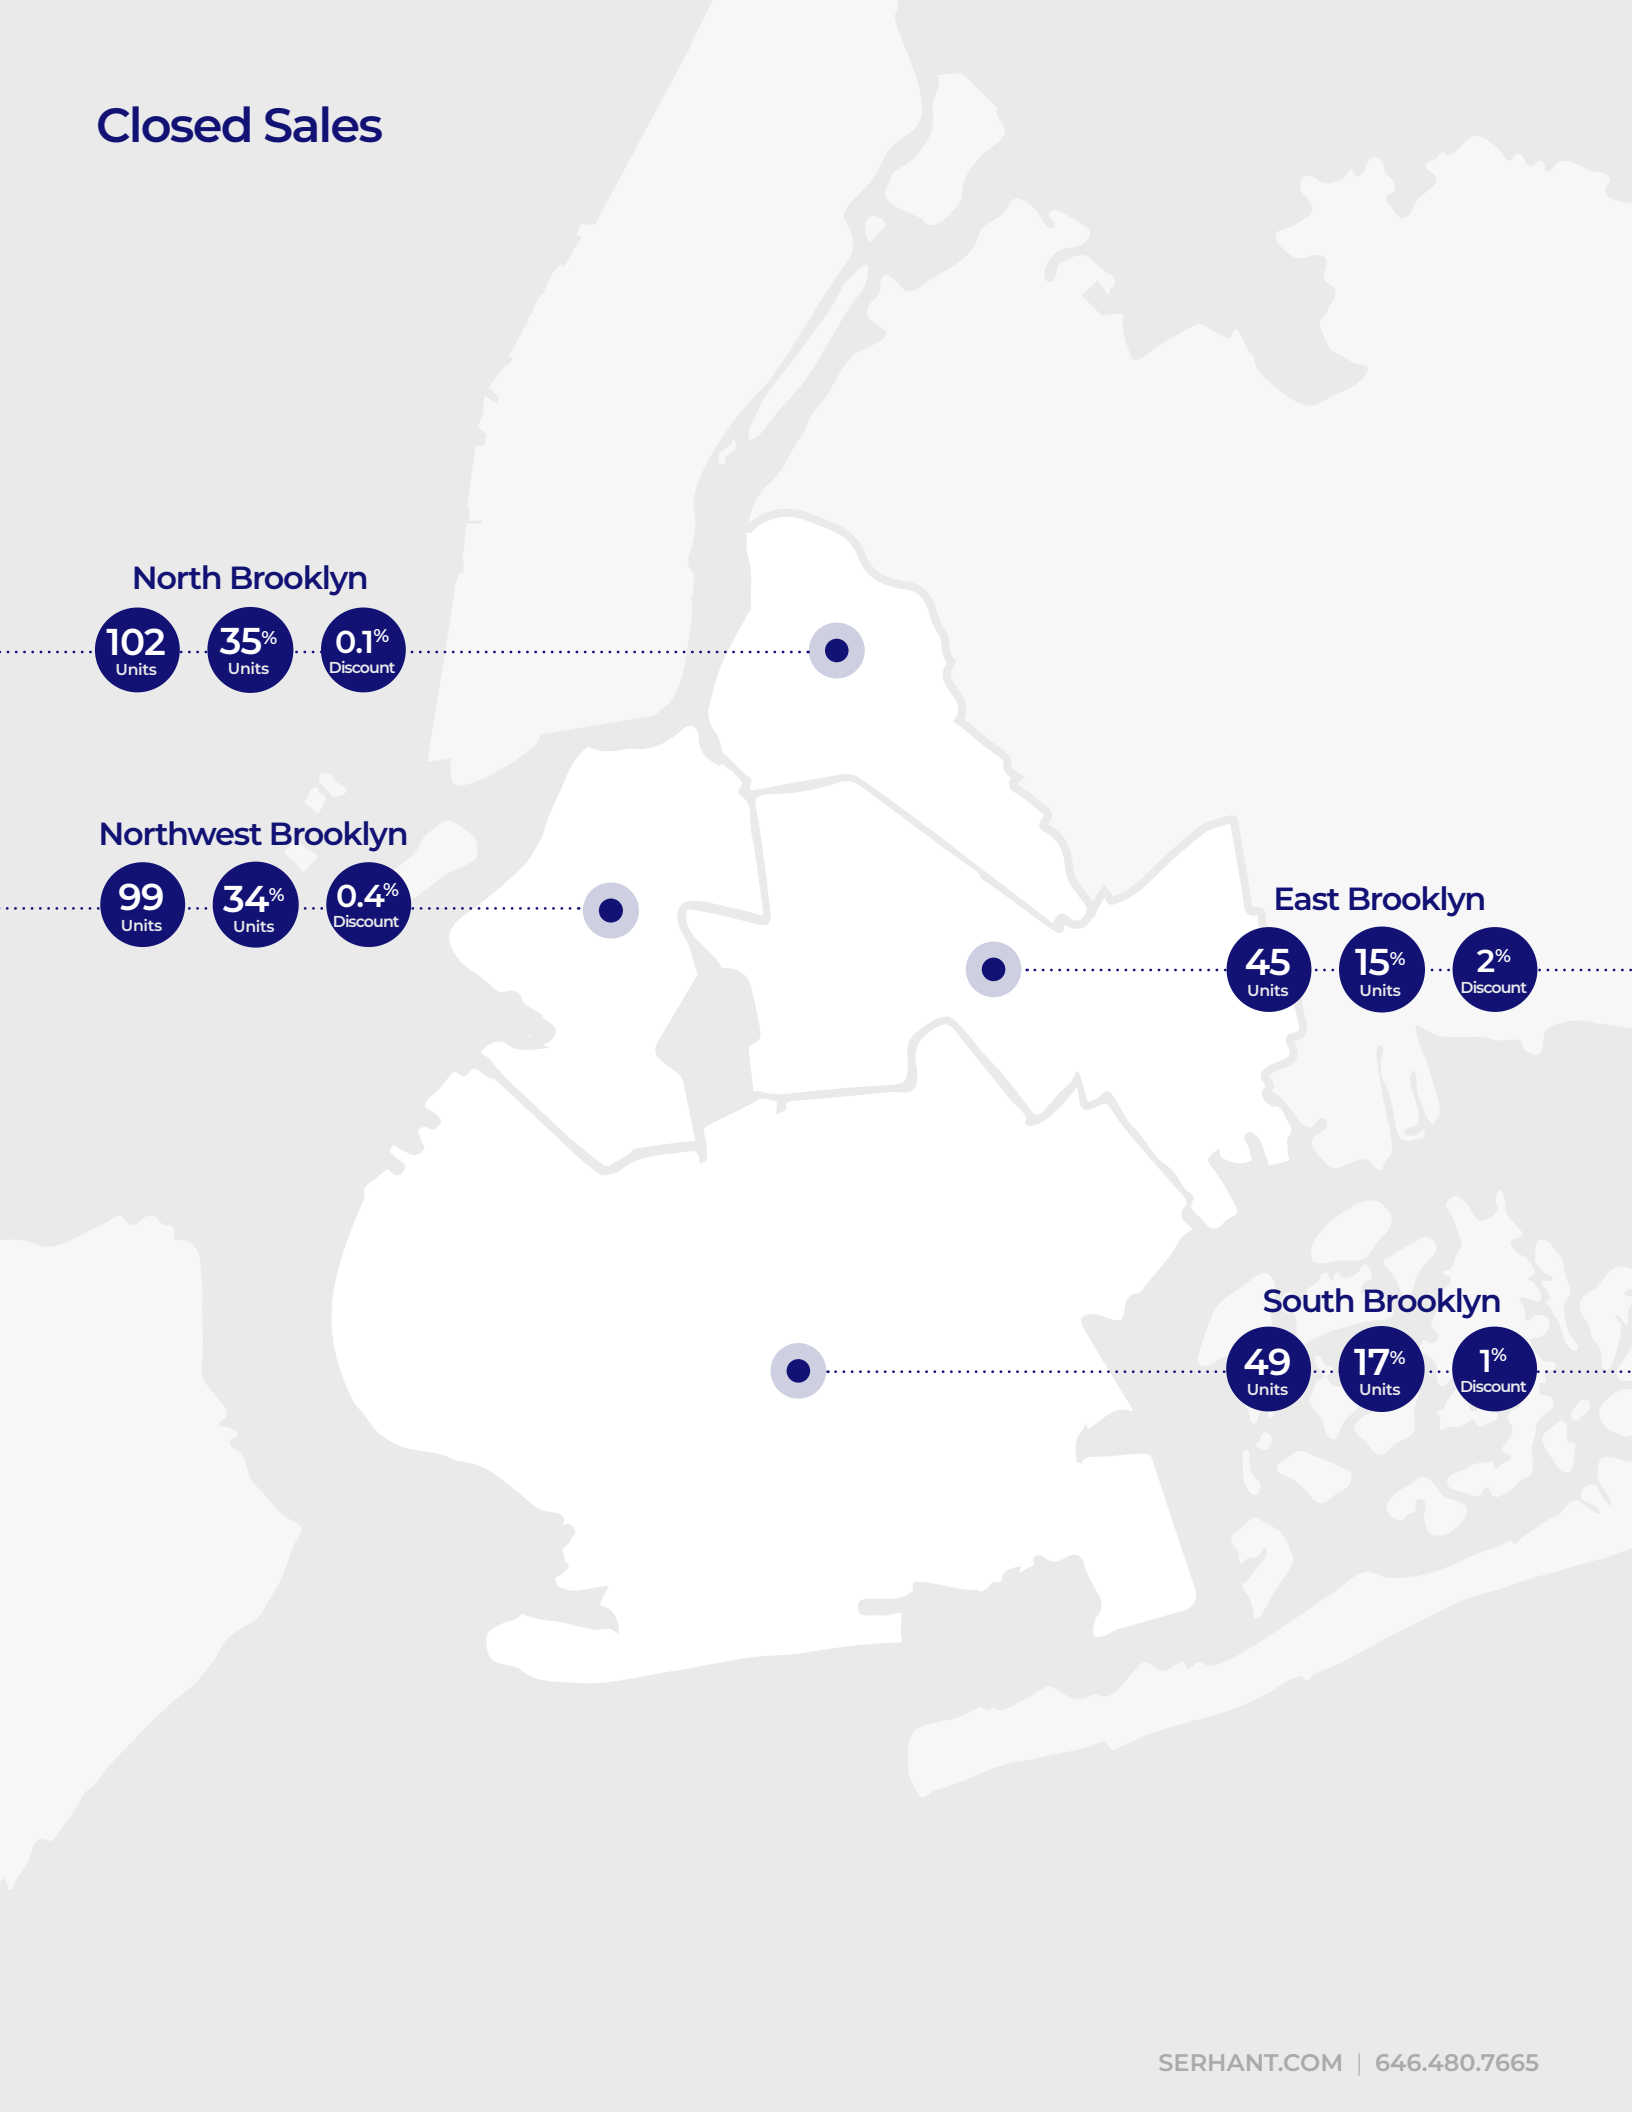 Closed Sales
North Brooklyn
102 Units
35% Units
0.1% Discount
Northwest Brooklyn
99 Units
34% Units
0.4% Discount
East Brooklyn
45 Units
15% Units
2% Discount
South Brooklyn
49 Units
17% Units
1% Discount
SERHANT.COM | 646.480.7665